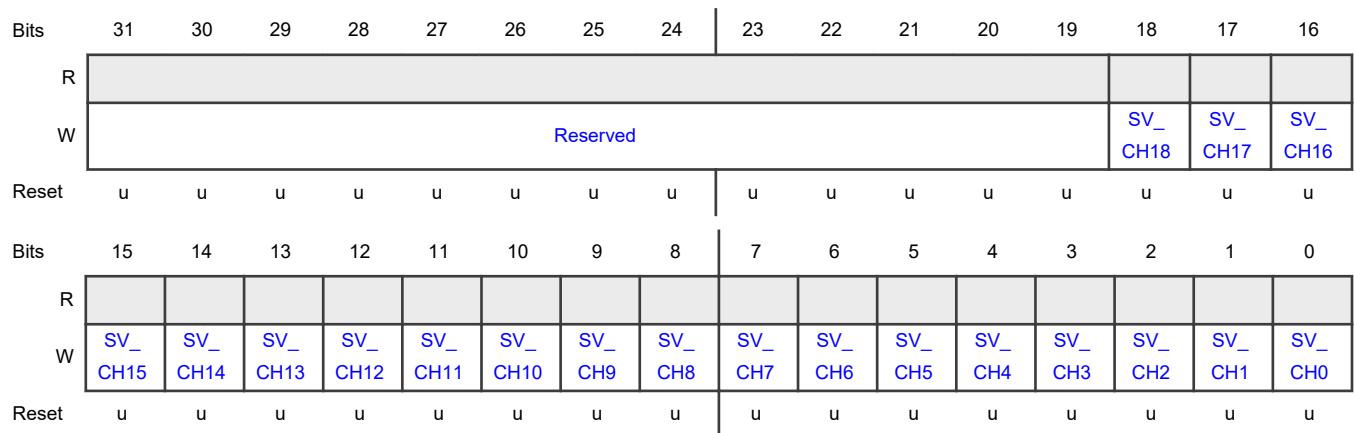 Bits 31 30 29 28 27 26 25 24 23 22 21 20 19 18 17 16
R
W Reserved SV_ CH18 SV_ CH17 SV_ CH16
Reset u u u u u u u u u u u u u u u u
Bits 15 14 13 12 11 10 9 8 7 6 5 4 3 2 1 0
R
W SV_ CH15 SV_ CH14 SV_ CH13 SV_ CH12 SV_ CH11 SV_ CH10 SV_ CH9 SV_ CH8 SV_ CH7 SV_ CH6 SV_ CH5 SV_ CH4 SV_ CH3 SV_ CH2 SV_ CH1 SV_ CH0
Reset u u u u u u u u u u u u u u u u